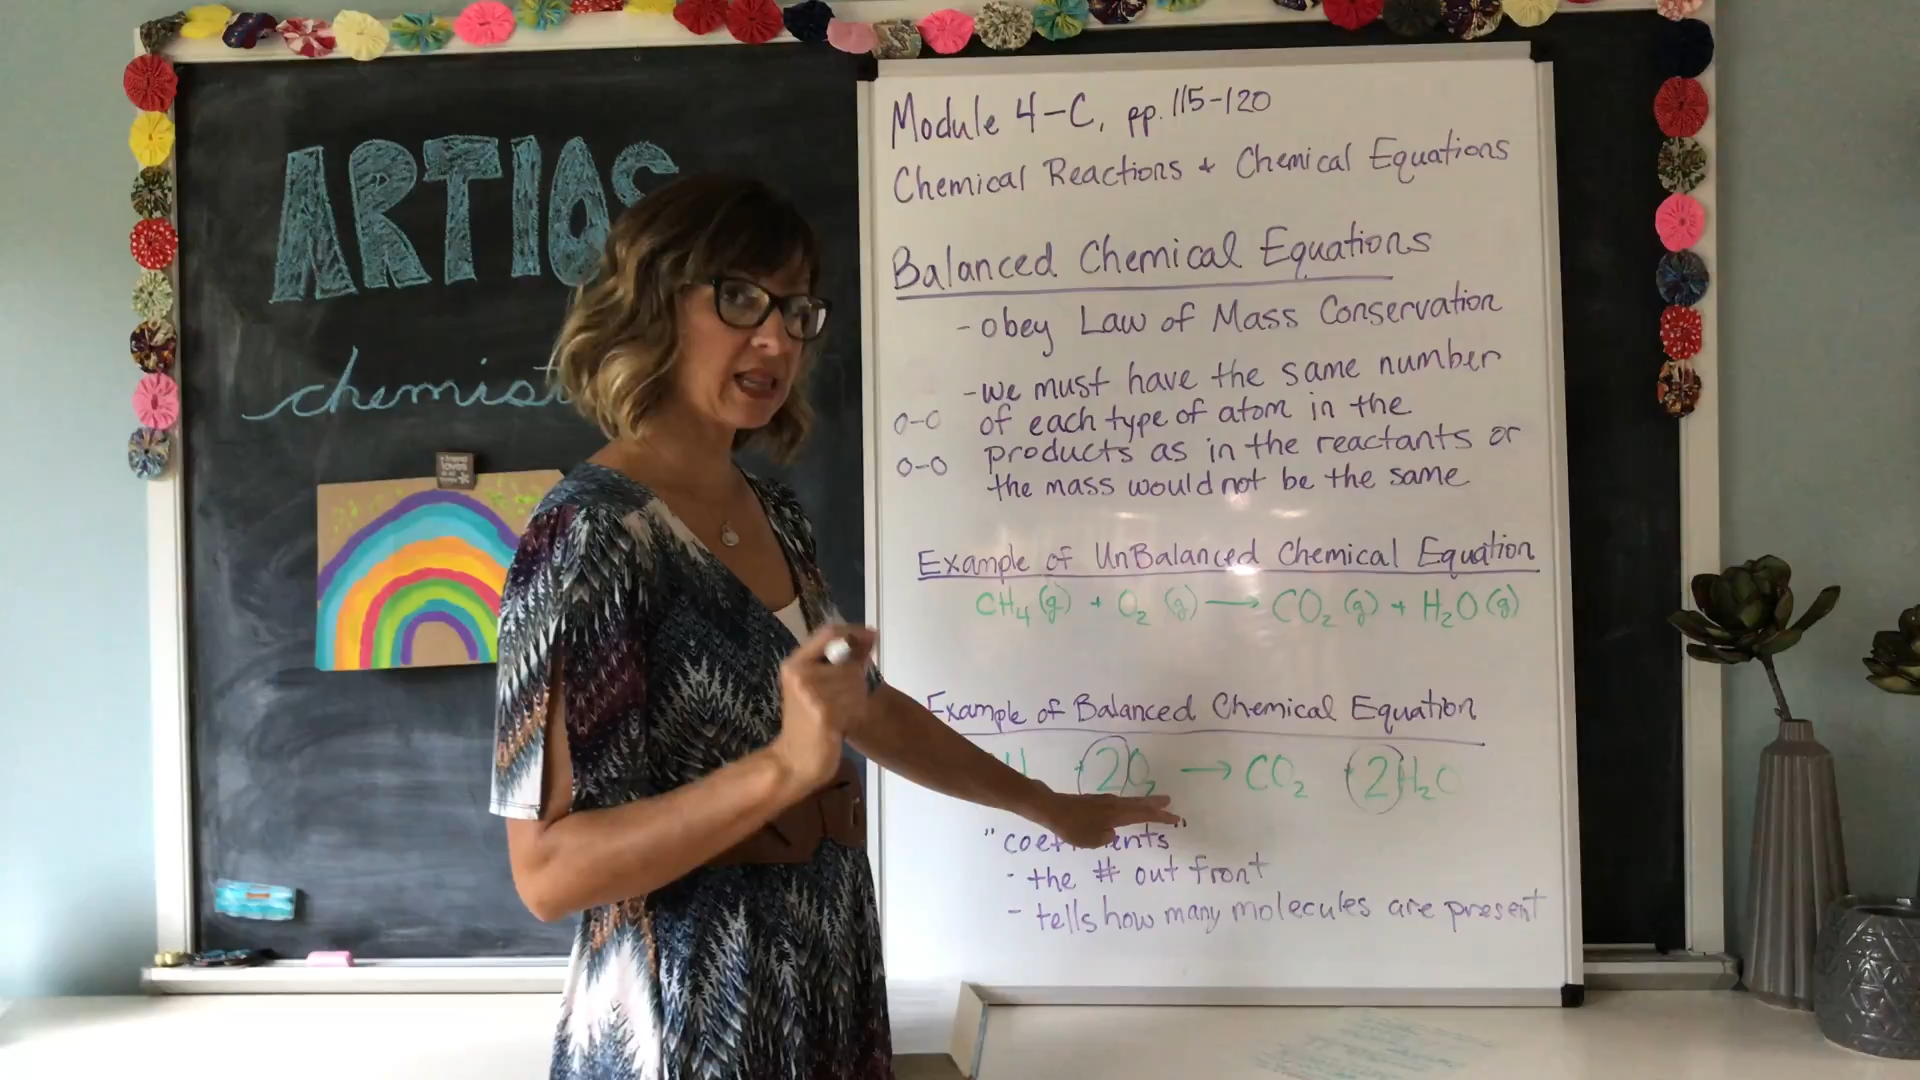 ARTIOS
chemist
Module 4-C, pp. 115-120
Chemical Reactions + Chemical Equations
Balanced Chemical Equations
- obey Law of Mass Conservation
- we must have the same number
O-O of each type of atom in the
O-O products as in the reactants or
the mass would not be the same
Example of UnBalanced Chemical Equation
CH₄ (g) + O₂ (g) → CO₂ (g) + H₂O (g)
Example of Balanced Chemical Equation
+ 2O₂ → CO₂ + 2H₂O
"coefficients"
- the # out front
- tells how many molecules are present